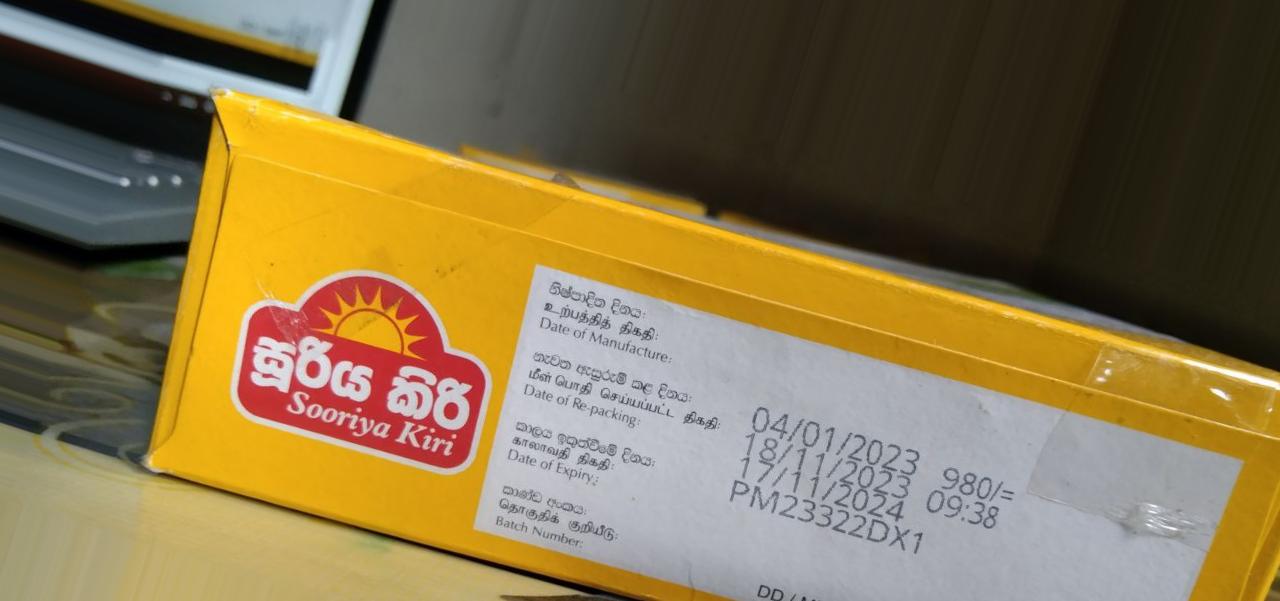 සූරිය කිරි
Sooriya Kiri
නිෂ්පාදිත දිනය:
உற்பத்தித் திகதி:
Date of Manufacture:
නැවත ඇසුරුම් කළ දිනය:
மீள் பொதி செய்யப்பட்ட திகதி:
Date of Re-packing:
කාලය ඉකුත්වීමේ දිනය:
காலாவதி திகதி:
Date of Expiry:
කාණ්ඩ අංකය:
தொகுதிக் குறியீடு:
Batch Number:
04/01/2023 980/=
18/11/2023 09:38
17/11/2024
PM23322DX1